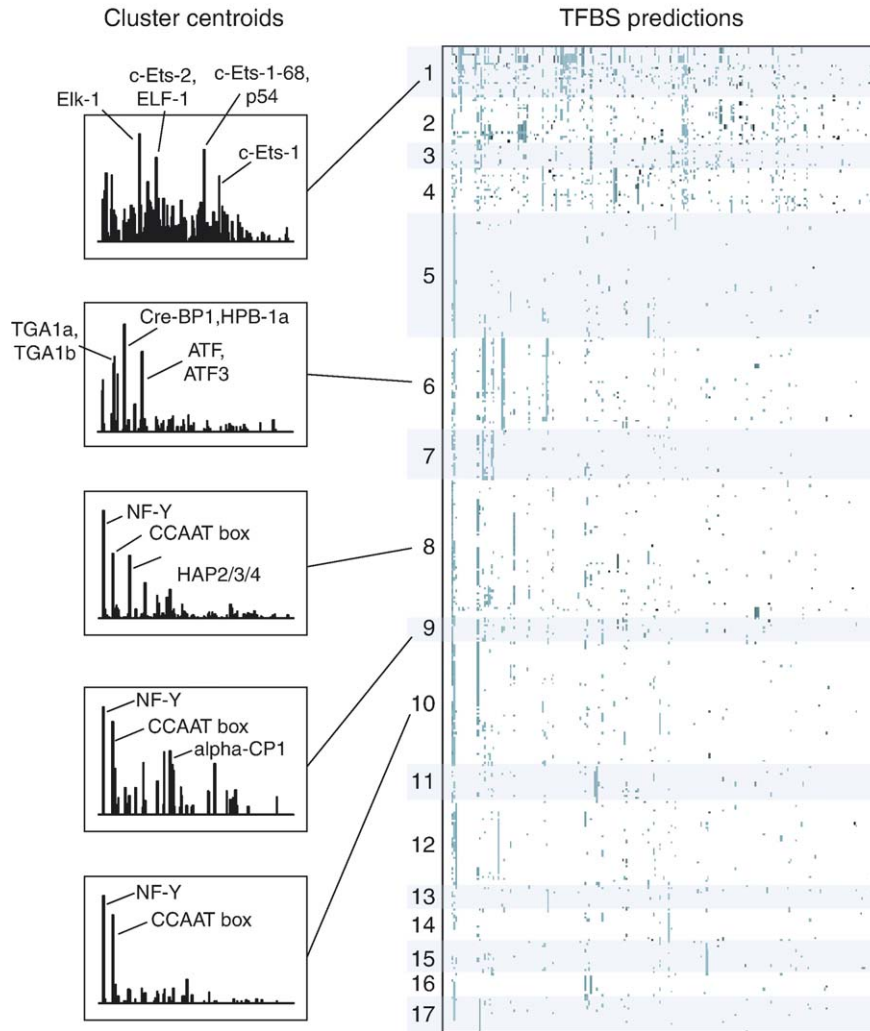 Cluster centroids
TFBS predictions
c-Ets-2,
ELF-1
c-Ets-1-68,
p54
Elk-1
c-Ets-1
Cre-BP1,HPB-1a
TGA1a,
TGA1b
ATF,
ATF3
NF-Y
CCAAT box
HAP2/3/4
NF-Y
CCAAT box
alpha-CP1
NF-Y
CCAAT box
1
2
3
4
5
6
7
8
9
10
11
12
13
14
15
16
17